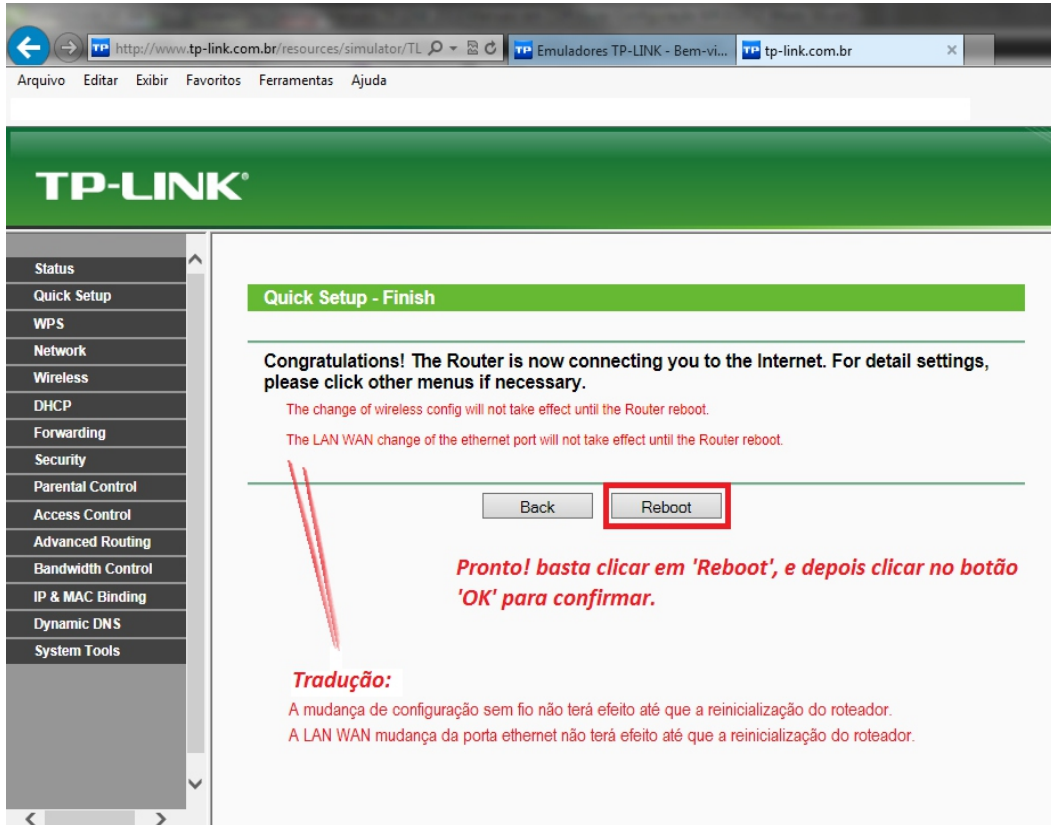 http://www.tp-link.com.br/resources/simulator/TL
TP Emuladores TP-LINK - Bem-vi...
TP tp-link.com.br
Arquivo Editar Exibir Favoritos Ferramentas Ajuda
TP-LINK®
Status
Quick Setup
WPS
Network
Wireless
DHCP
Forwarding
Security
Parental Control
Access Control
Advanced Routing
Bandwidth Control
IP & MAC Binding
Dynamic DNS
System Tools
Quick Setup - Finish
Congratulations! The Router is now connecting you to the Internet. For detail settings,
please click other menus if necessary.
The change of wireless config will not take effect until the Router reboot.
The LAN WAN change of the ethernet port will not take effect until the Router reboot.
Back Reboot
Pronto! basta clicar em 'Reboot', e depois clicar no botão
'OK' para confirmar.
Tradução:
A mudança de configuração sem fio não terá efeito até que a reinicialização do roteador.
A LAN WAN mudança da porta ethernet não terá efeito até que a reinicialização do roteador.